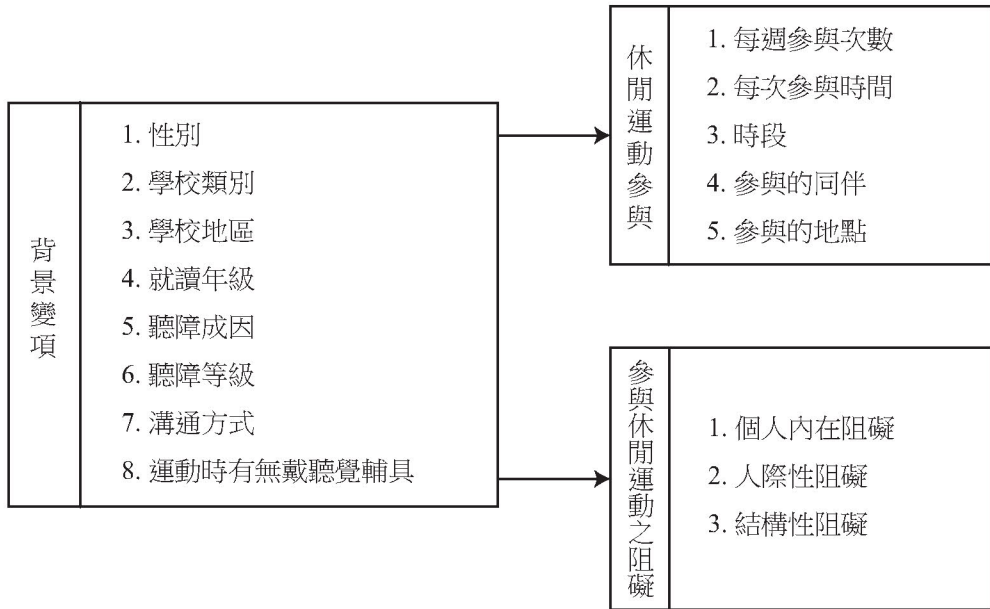 背景變項
1. 性別
2. 學校類別
3. 學校地區
4. 就讀年級
5. 聽障成因
6. 聽障等級
7. 溝通方式
8. 運動時有無戴聽覺輔具
休閒運動參與
1. 每週參與次數
2. 每次參與時間
3. 時段
4. 參與的同伴
5. 參與的地點
參與休閒運動之阻礙
1. 個人內在阻礙
2. 人際性阻礙
3. 結構性阻礙